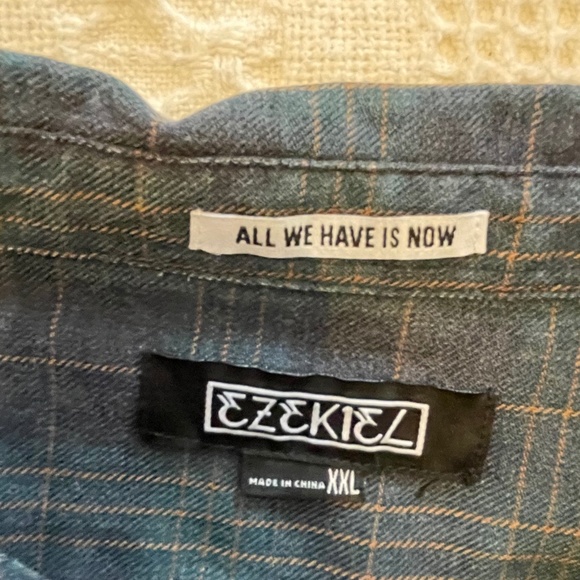 ALL WE HAVE IS NOW
EZEKIEL
MADE IN CHINA XXL